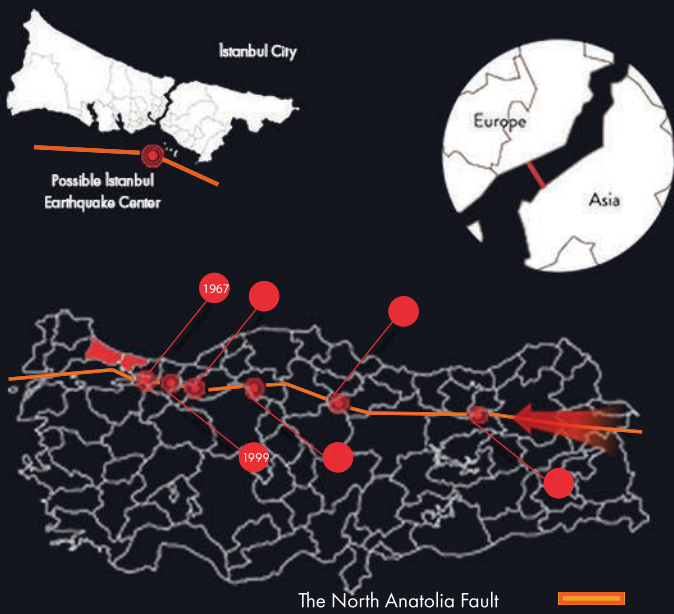 İstanbul City
Possible İstanbul
Earthquake Center
Europe
Asia
1967
1999
The North Anatolia Fault